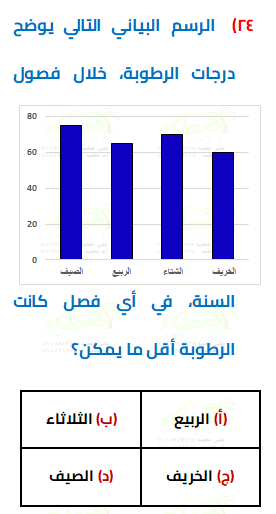 ٢٤) الرسم البياني التالي يوضح
درجات الرطوبة، خلال فصول
80
60
40
20
0
الصيف الربيع الشتاء الخريف
السنة، في أي فصل كانت
الرطوبة أقل ما يمكن؟
(أ) الربيع (ب) الثلاثاء
(ج) الخريف (د) الصيف